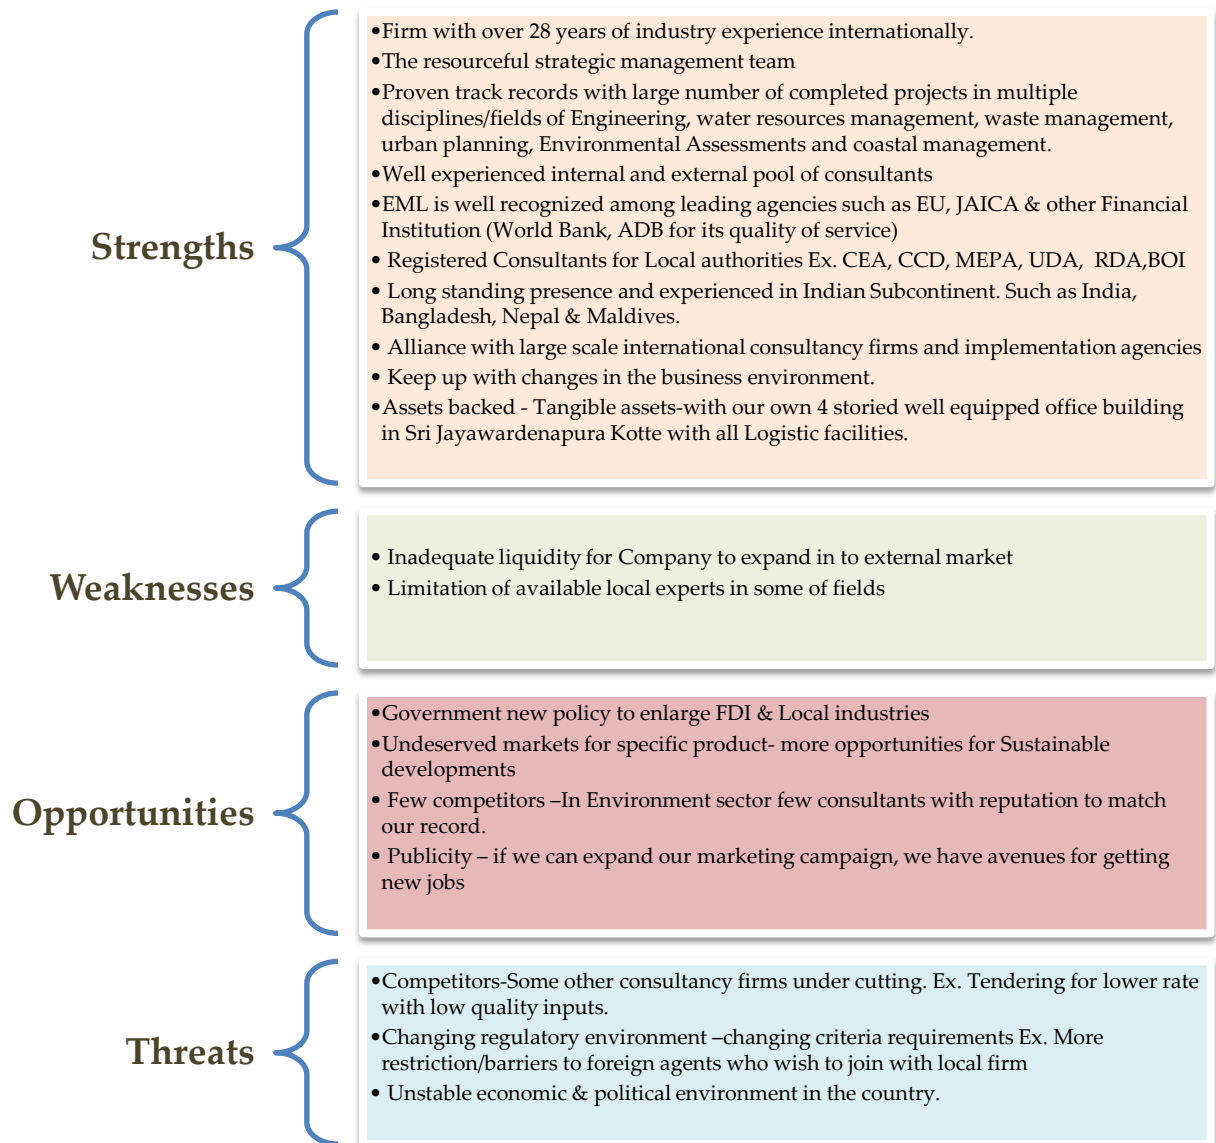 Strengths
•Firm with over 28 years of industry experience internationally.
•The resourceful strategic management team
•Proven track records with large number of completed projects in multiple
disciplines/fields of Engineering, water resources management, waste management,
urban planning, Environmental Assessments and coastal management.
•Well experienced internal and external pool of consultants
•EML is well recognized among leading agencies such as EU, JAICA & other Financial
Institution (World Bank, ADB for its quality of service)
• Registered Consultants for Local authorities Ex. CEA, CCD, MEPA, UDA,  RDA,BOI
• Long standing presence and experienced in Indian Subcontinent. Such as India,
Bangladesh, Nepal & Maldives.
• Alliance with large scale international consultancy firms and implementation agencies
• Keep up with changes in the business environment.
•Assets backed - Tangible assets-with our own 4 storied well equipped office building
in Sri Jayawardenapura Kotte with all Logistic facilities.
Weaknesses
• Inadequate liquidity for Company to expand in to external market
• Limitation of available local experts in some of fields
Opportunities
•Government new policy to enlarge FDI & Local industries
•Undeserved markets for specific product- more opportunities for Sustainable
developments
• Few competitors –In Environment sector few consultants with reputation to match
our record.
• Publicity – if we can expand our marketing campaign, we have avenues for getting
new jobs
Threats
•Competitors-Some other consultancy firms under cutting. Ex. Tendering for lower rate
with low quality inputs.
•Changing regulatory environment –changing criteria requirements Ex. More
restriction/barriers to foreign agents who wish to join with local firm
• Unstable economic & political environment in the country.